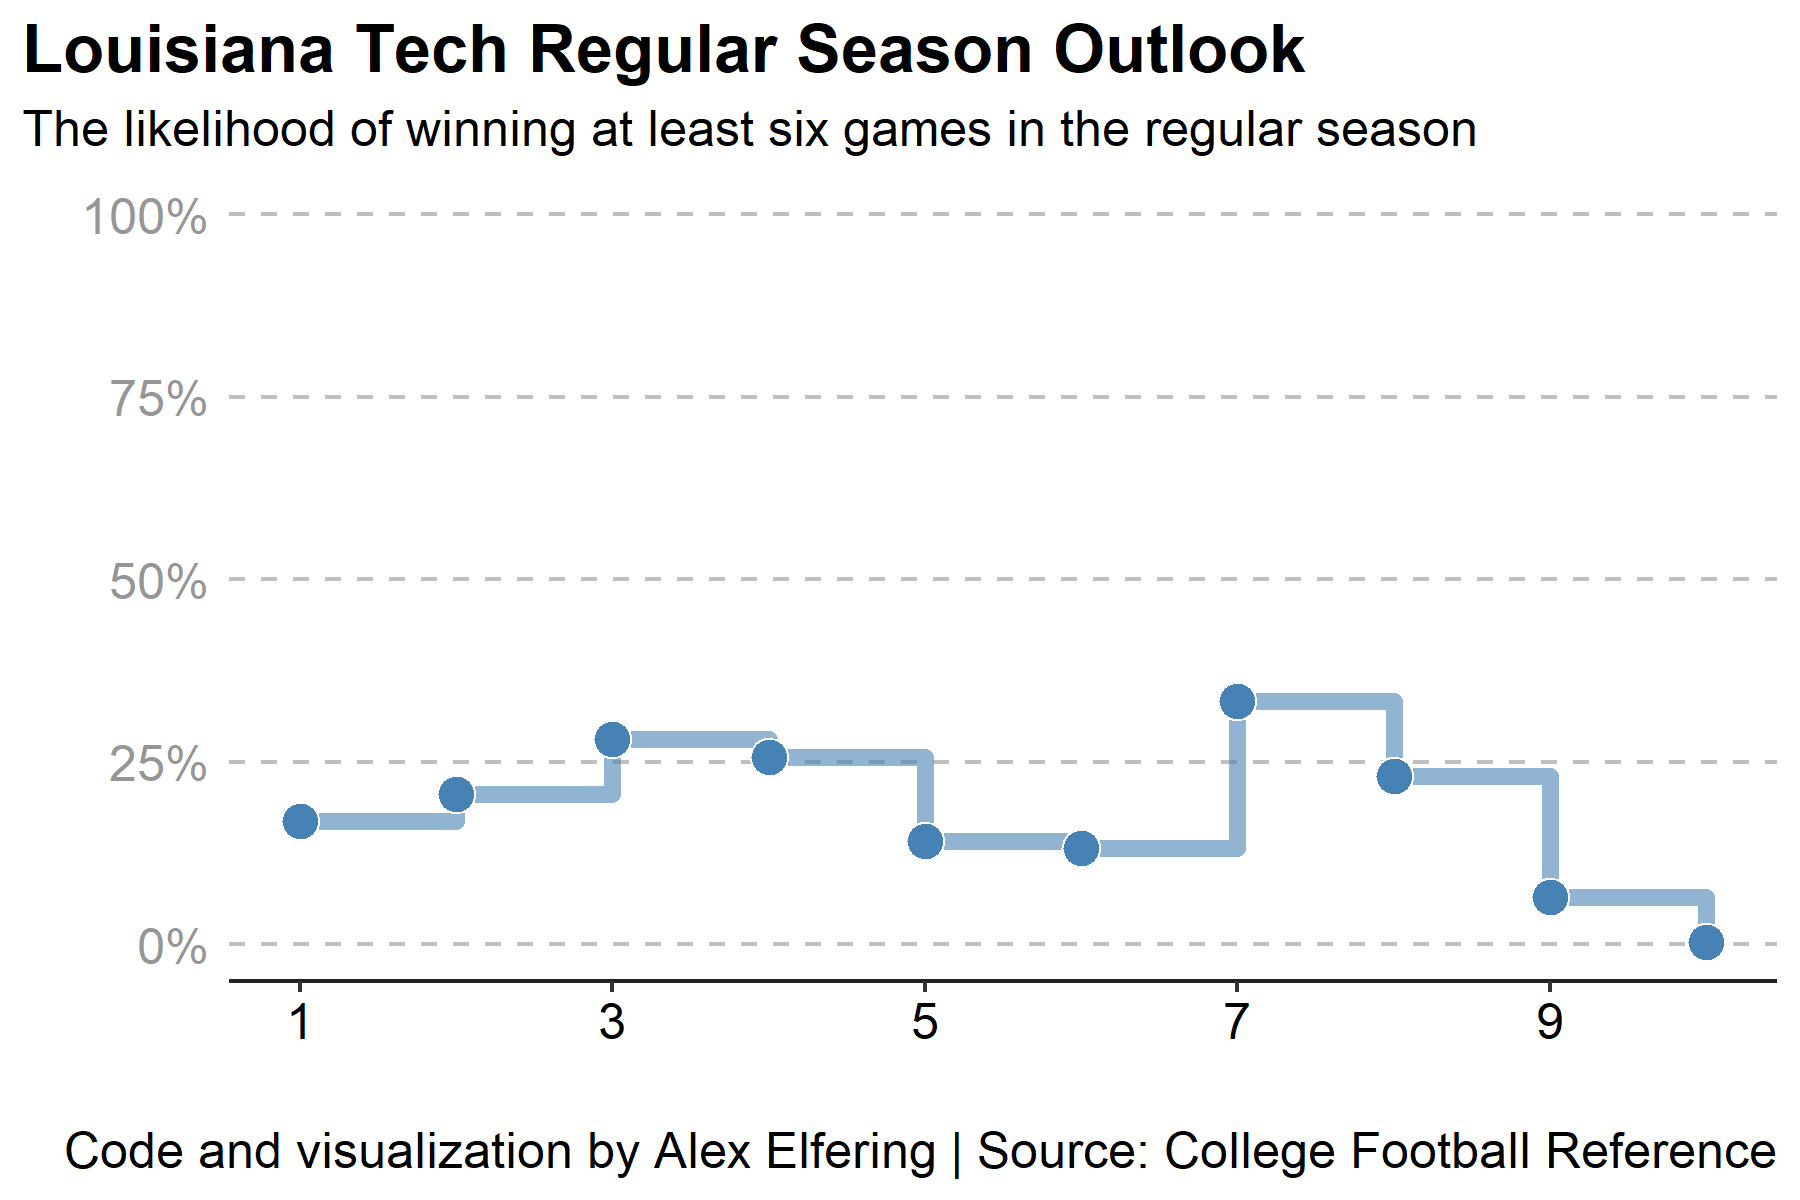 Louisiana Tech Regular Season Outlook
The likelihood of winning at least six games in the regular season
100%
75%
50%
25%
0%
1 3 5 7 9
Code and visualization by Alex Elfering | Source: College Football Reference